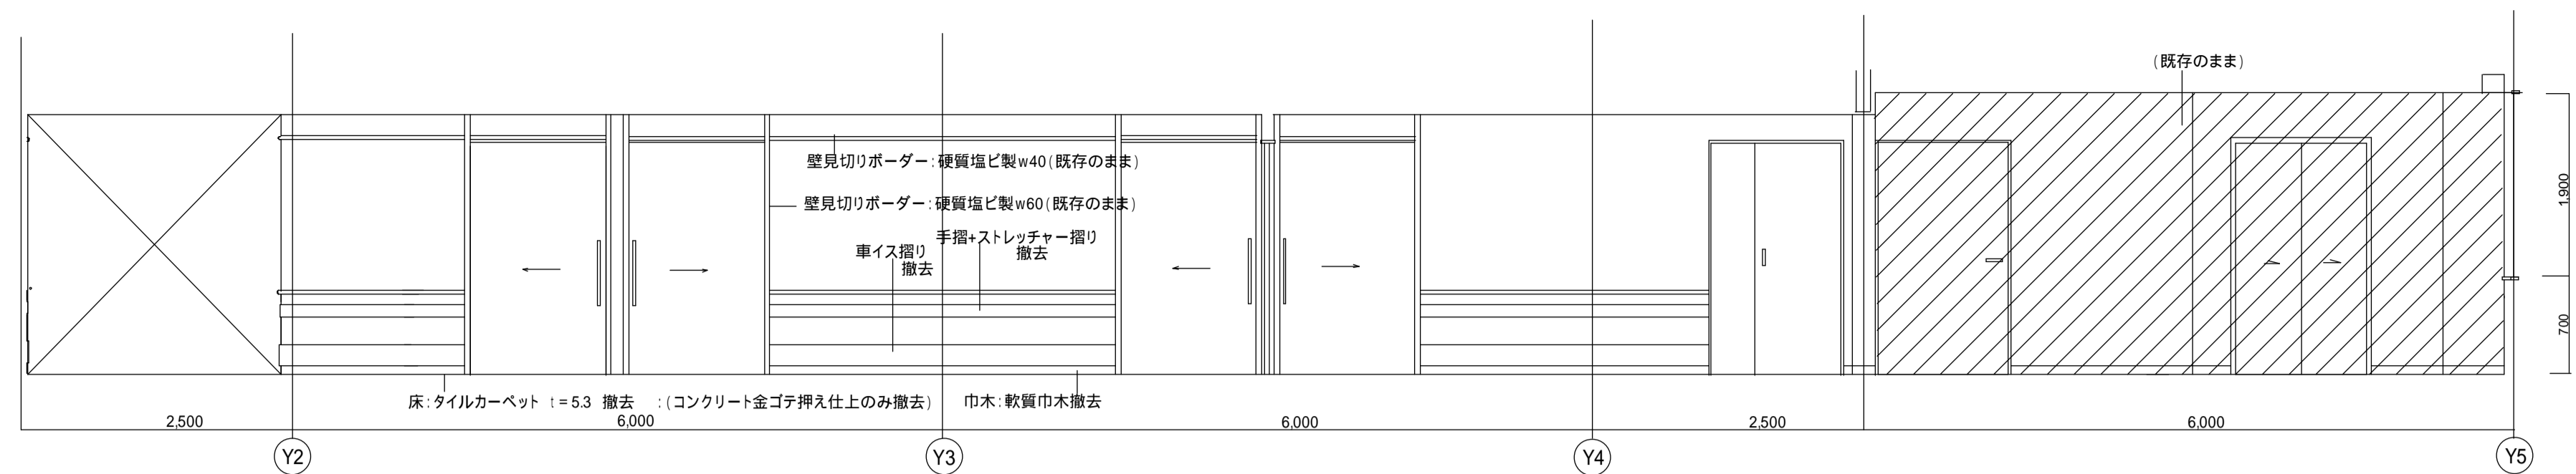 (既存のまま)
壁見切りボーダー:硬質塩ビ製w40(既存のまま)
壁見切りボーダー:硬質塩ビ製w60(既存のまま)
手摺+ストレッチャー摺り
撤去
車イス摺り
撤去
1,900
700
床:タイルカーペット t=5.3 撤去 :(コンクリート金ゴテ押え仕上のみ撤去)
巾木:軟質巾木撤去
2,500
6,000
6,000
2,500
6,000
Y2
Y3
Y4
Y5